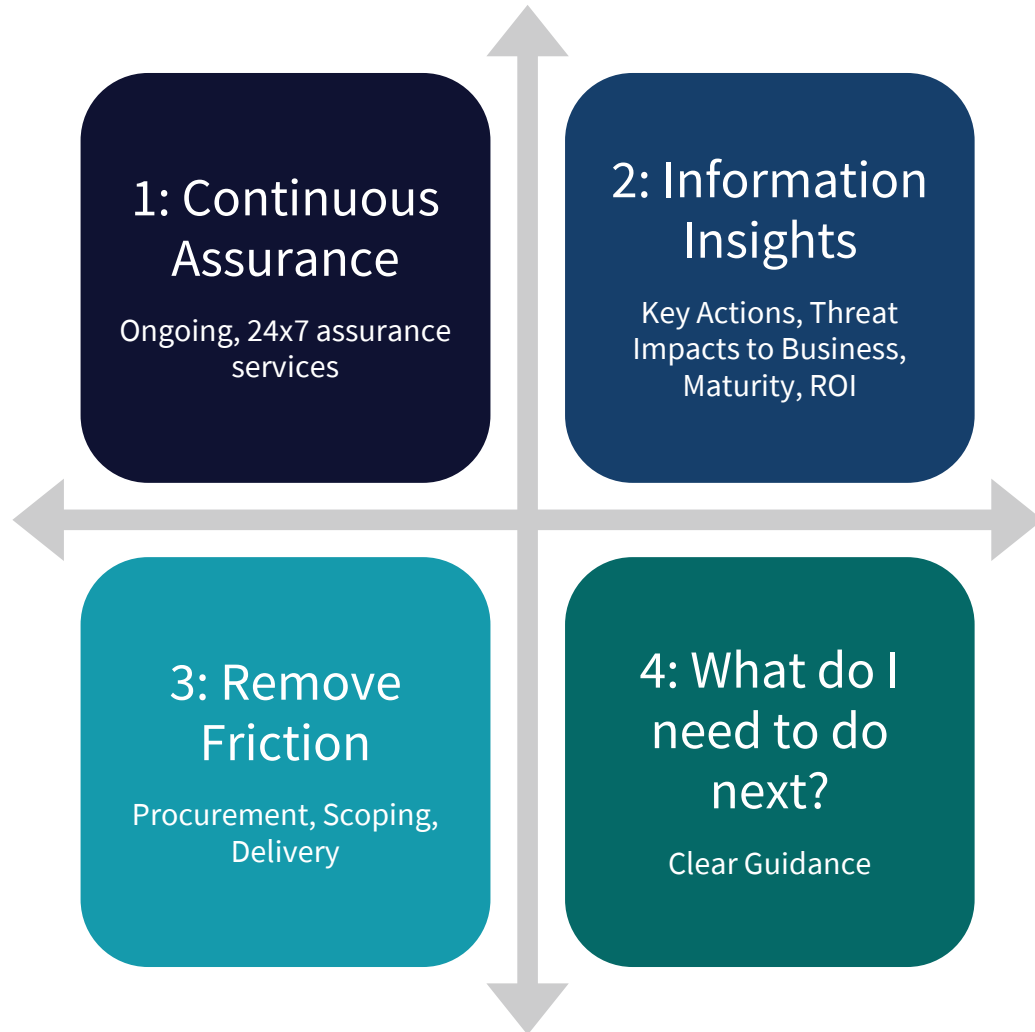 1: Continuous
Assurance
Ongoing, 24x7 assurance
services
2: Information
Insights
Key Actions, Threat
Impacts to Business,
Maturity, ROI
3: Remove
Friction
Procurement, Scoping,
Delivery
4: What do I
need to do
next?
Clear Guidance